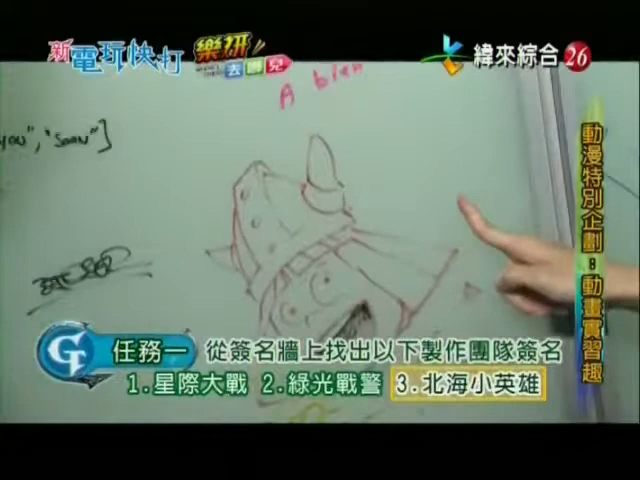 新電玩快打
樂研
去哪兒
緯來綜合 26
A blen
you", "soon"]
動漫特別企劃：動畫實習趣
任務一 從簽名牆上找出以下製作團隊簽名
1.星際大戰 2.綠光戰警 3.北海小英雄